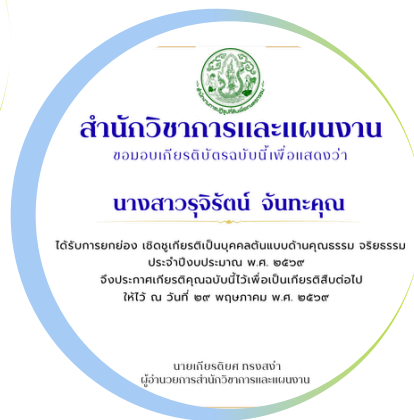 สำนักวิชาการและแผนงาน
ขอมอบเกียรติบัตรฉบับนี้เพื่อแสดงว่า
นางสาวรุจิรัตน์ จันทะคุณ
ได้รับการยกย่อง เชิดชูเกียรติเป็นบุคคลต้นแบบด้านคุณธรรม จริยธรรม
ประจำปีงบประมาณ พ.ศ. ๒๕๖๙
จึงประกาศเกียรติคุณฉบับนี้ไว้เพื่อเป็นเกียรติสืบต่อไป
ให้ไว้ ณ วันที่ ๒๙ พฤษภาคม พ.ศ. ๒๕๖๙
นายเกียรติยศ ทรงสง่า
ผู้อำนวยการสำนักวิชาการและแผนงาน